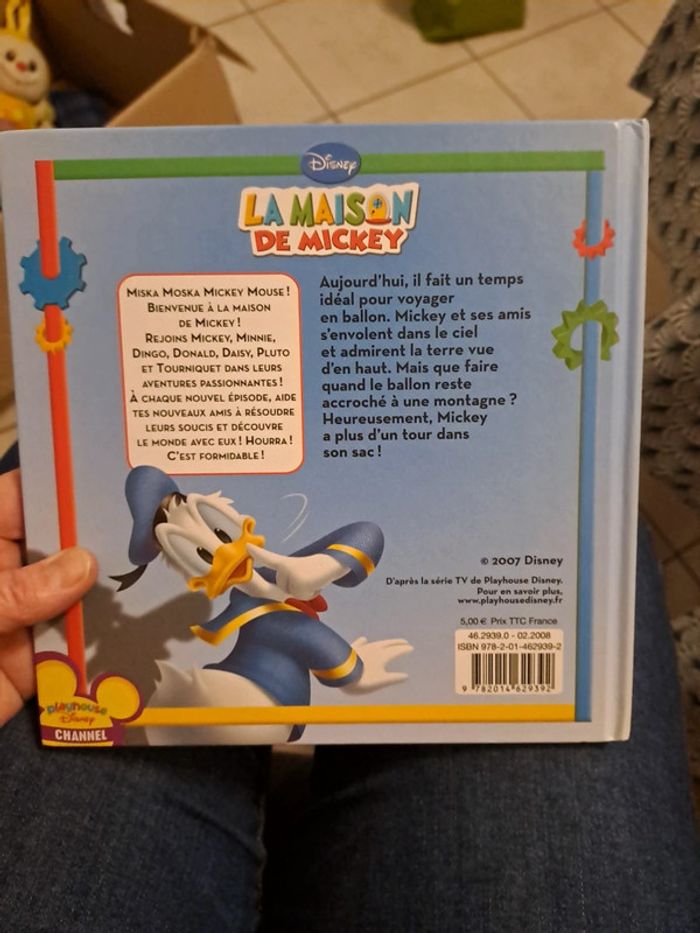 Disney
LA MAISON
DE MICKEY
MISKA MOSKA MICKEY MOUSE !
BIENVENUE À LA MAISON
DE MICKEY !
REJOINS MICKEY, MINNIE,
DINGO, DONALD, DAISY, PLUTO
ET TOURNIQUET DANS LEURS
AVENTURES PASSIONNANTES !
À CHAQUE NOUVEL ÉPISODE, AIDE
TES NOUVEAUX AMIS À RÉSOUDRE
LEURS SOUCIS ET DÉCOUVRE
LE MONDE AVEC EUX ! HOURRA !
C'EST FORMIDABLE !
Aujourd'hui, il fait un temps
idéal pour voyager
en ballon. Mickey et ses amis
s'envolent dans le ciel
et admirent la terre vue
d'en haut. Mais que faire
quand le ballon reste
accroché à une montagne ?
Heureusement, Mickey
a plus d'un tour dans
son sac !
© 2007 Disney
D'après la série TV de Playhouse Disney.
Pour en savoir plus,
www.playhousedisney.fr
5,00 € Prix TTC France
46.2939.0 - 02.2008
ISBN 978-2-01-462939-2
9 782014 629392
playhouse
Disney
CHANNEL